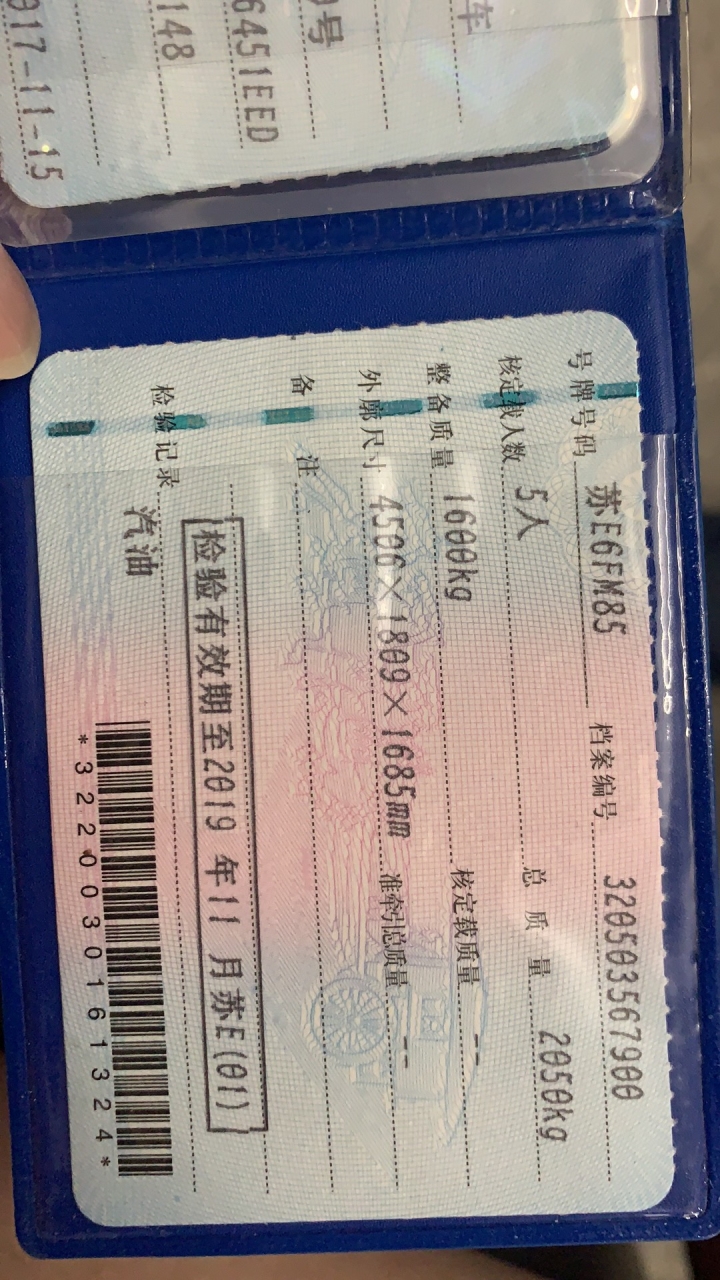 车
号
6451EED
148
017-11-15
号牌号码 苏E6FM85 档案编号 320503567900
核定载人数 5人 总质量 2050kg
整备质量 1600kg 核定载质量 --
外廓尺寸 4506×1809×1685mm 准牵引总质量 --
备注
检验有效期至2019年11月苏E(01)
检验记录
汽油
*3220030161324*